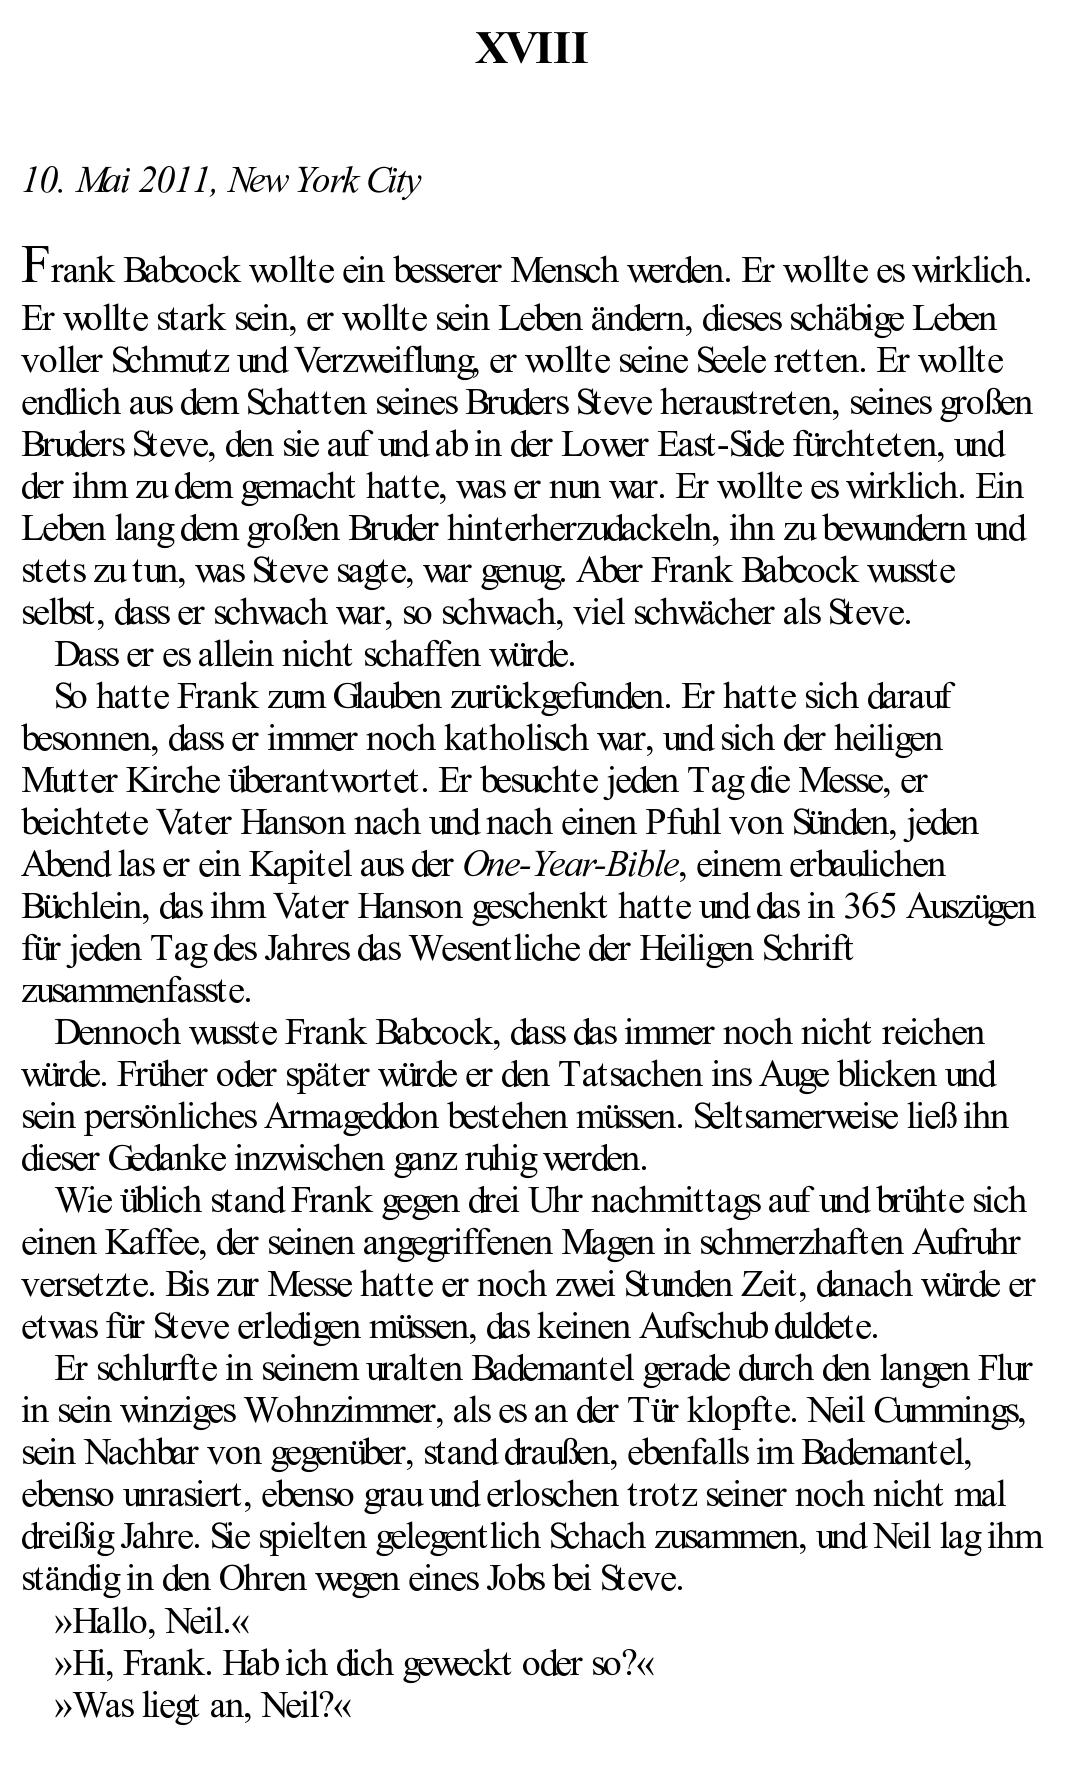 XVIII
10. Mai 2011, New York City
Frank Babcock wollte ein besserer Mensch werden. Er wollte es wirklich.
Er wollte stark sein, er wollte sein Leben ändern, dieses schäbige Leben
voller Schmutz und Verzweiflung, er wollte seine Seele retten. Er wollte
endlich aus dem Schatten seines Bruders Steve heraustreten, seines großen
Bruders Steve, den sie auf und ab in der Lower East-Side fürchteten, und
der ihm zu dem gemacht hatte, was er nun war. Er wollte es wirklich. Ein
Leben lang dem großen Bruder hinterherzudackeln, ihn zu bewundern und
stets zu tun, was Steve sagte, war genug. Aber Frank Babcock wusste
selbst, dass er schwach war, so schwach, viel schwächer als Steve.
Dass er es allein nicht schaffen würde.
So hatte Frank zum Glauben zurückgefunden. Er hatte sich darauf
besonnen, dass er immer noch katholisch war, und sich der heiligen
Mutter Kirche überantwortet. Er besuchte jeden Tag die Messe, er
beichtete Vater Hanson nach und nach einen Pfuhl von Sünden, jeden
Abend las er ein Kapitel aus der One-Year-Bible, einem erbaulichen
Büchlein, das ihm Vater Hanson geschenkt hatte und das in 365 Auszügen
für jeden Tag des Jahres das Wesentliche der Heiligen Schrift
zusammenfasste.
Dennoch wusste Frank Babcock, dass das immer noch nicht reichen
würde. Früher oder später würde er den Tatsachen ins Auge blicken und
sein persönliches Armageddon bestehen müssen. Seltsamerweise ließ ihn
dieser Gedanke inzwischen ganz ruhig werden.
Wie üblich stand Frank gegen drei Uhr nachmittags auf und brühte sich
einen Kaffee, der seinen angegriffenen Magen in schmerzhaften Aufruhr
versetzte. Bis zur Messe hatte er noch zwei Stunden Zeit, danach würde er
etwas für Steve erledigen müssen, das keinen Aufschub duldete.
Er schlurfte in seinem uralten Bademantel gerade durch den langen Flur
in sein winziges Wohnzimmer, als es an der Tür klopfte. Neil Cummings,
sein Nachbar von gegenüber, stand draußen, ebenfalls im Bademantel,
ebenso unrasiert, ebenso grau und erloschen trotz seiner noch nicht mal
dreißig Jahre. Sie spielten gelegentlich Schach zusammen, und Neil lag ihm
ständig in den Ohren wegen eines Jobs bei Steve.
»Hallo, Neil.«
»Hi, Frank. Hab ich dich geweckt oder so?«
»Was liegt an, Neil?«